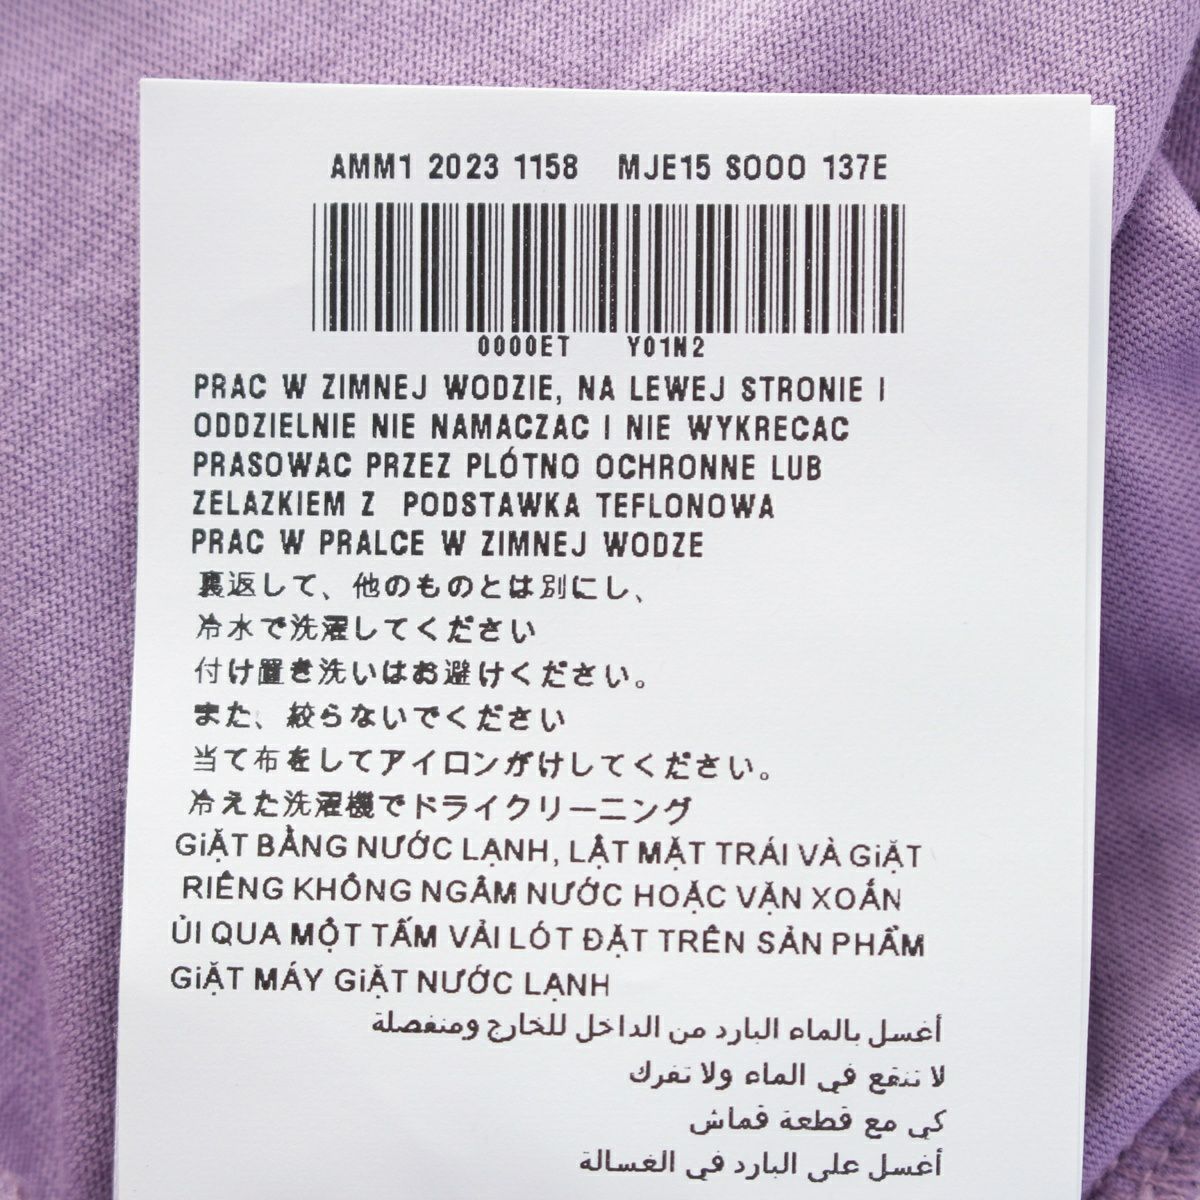 AMM1 2023 1158 MJE15 S000 137E
0000ET Y01N2
PRAC W ZIMNEJ WODZIE, NA LEWEJ STRONIE I
ODDZIELNIE NIE NAMACZAC I NIE WYKRECAC
PRASOWAC PRZEZ PLÓTNO OCHRONNE LUB
ZELAZKIEM Z PODSTAWKA TEFLONOWA
PRAC W PRALCE W ZIMNEJ WODZE
裏返して、他のものとは別にし、
冷水で洗濯してください
付け置き洗いはお避けください。
また、絞らないでください
当て布をしてアイロンがけしてください。
冷えた洗濯機でドライクリーニング
GiẶT BẰNG NƯỚC LẠNH, LẬT MẶT TRÁI VÀ GiẶT
RIÊNG KHÔNG NGÂM NƯỚC HOẶC VẶN XOẮN
ỦI QUA MỘT TẤM VẢI LÓT ĐẶT TRÊN SẢN PHẨM
GiẶT MÁY GiẶT NƯỚC LẠNH
أغسل بالماء البارد من الداخل للخارج ومنفصلة
لا تنقع في الماء ولا تفرك
كي مع قطعة قماش
أغسل على البارد في الغسالة